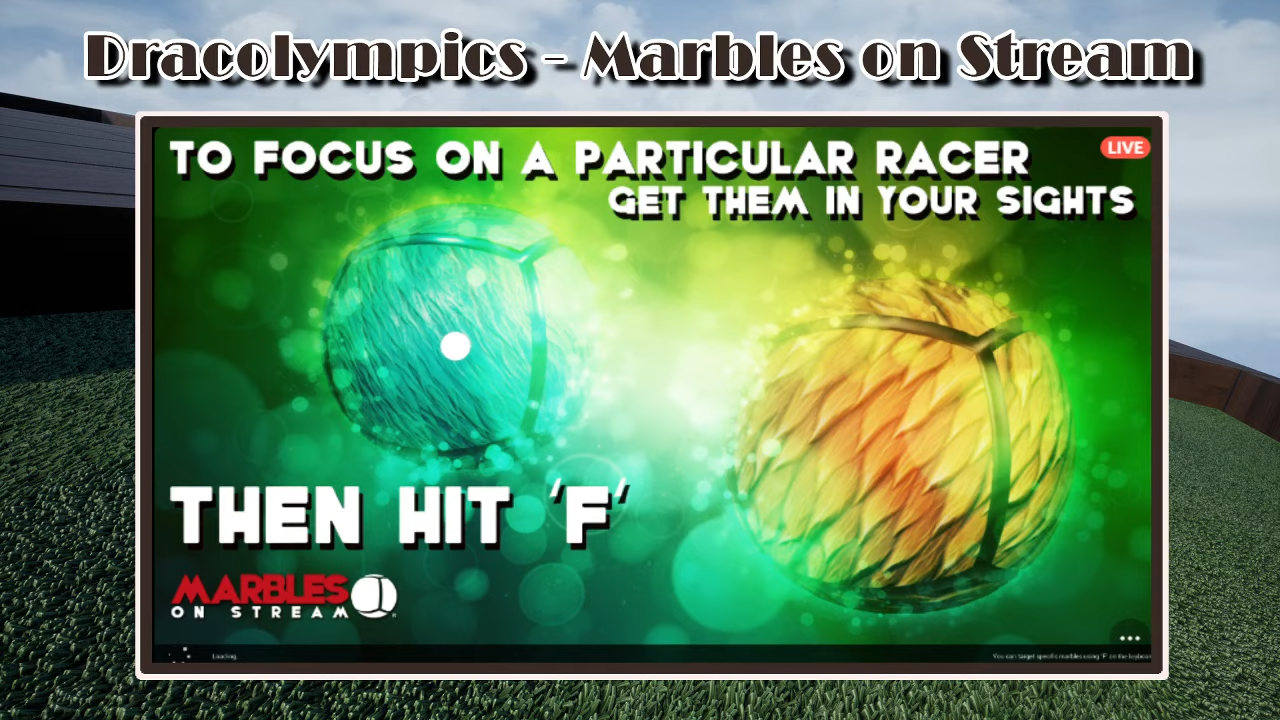 Dracolympics - Marbles on Stream
TO FOCUS ON A PARTICULAR RACER
LIVE
GET THEM IN YOUR SIGHTS
THEN HIT 'F'
MARBLES
ON STREAM
Loading...
You can target specific marbles using 'F' on the keyboar